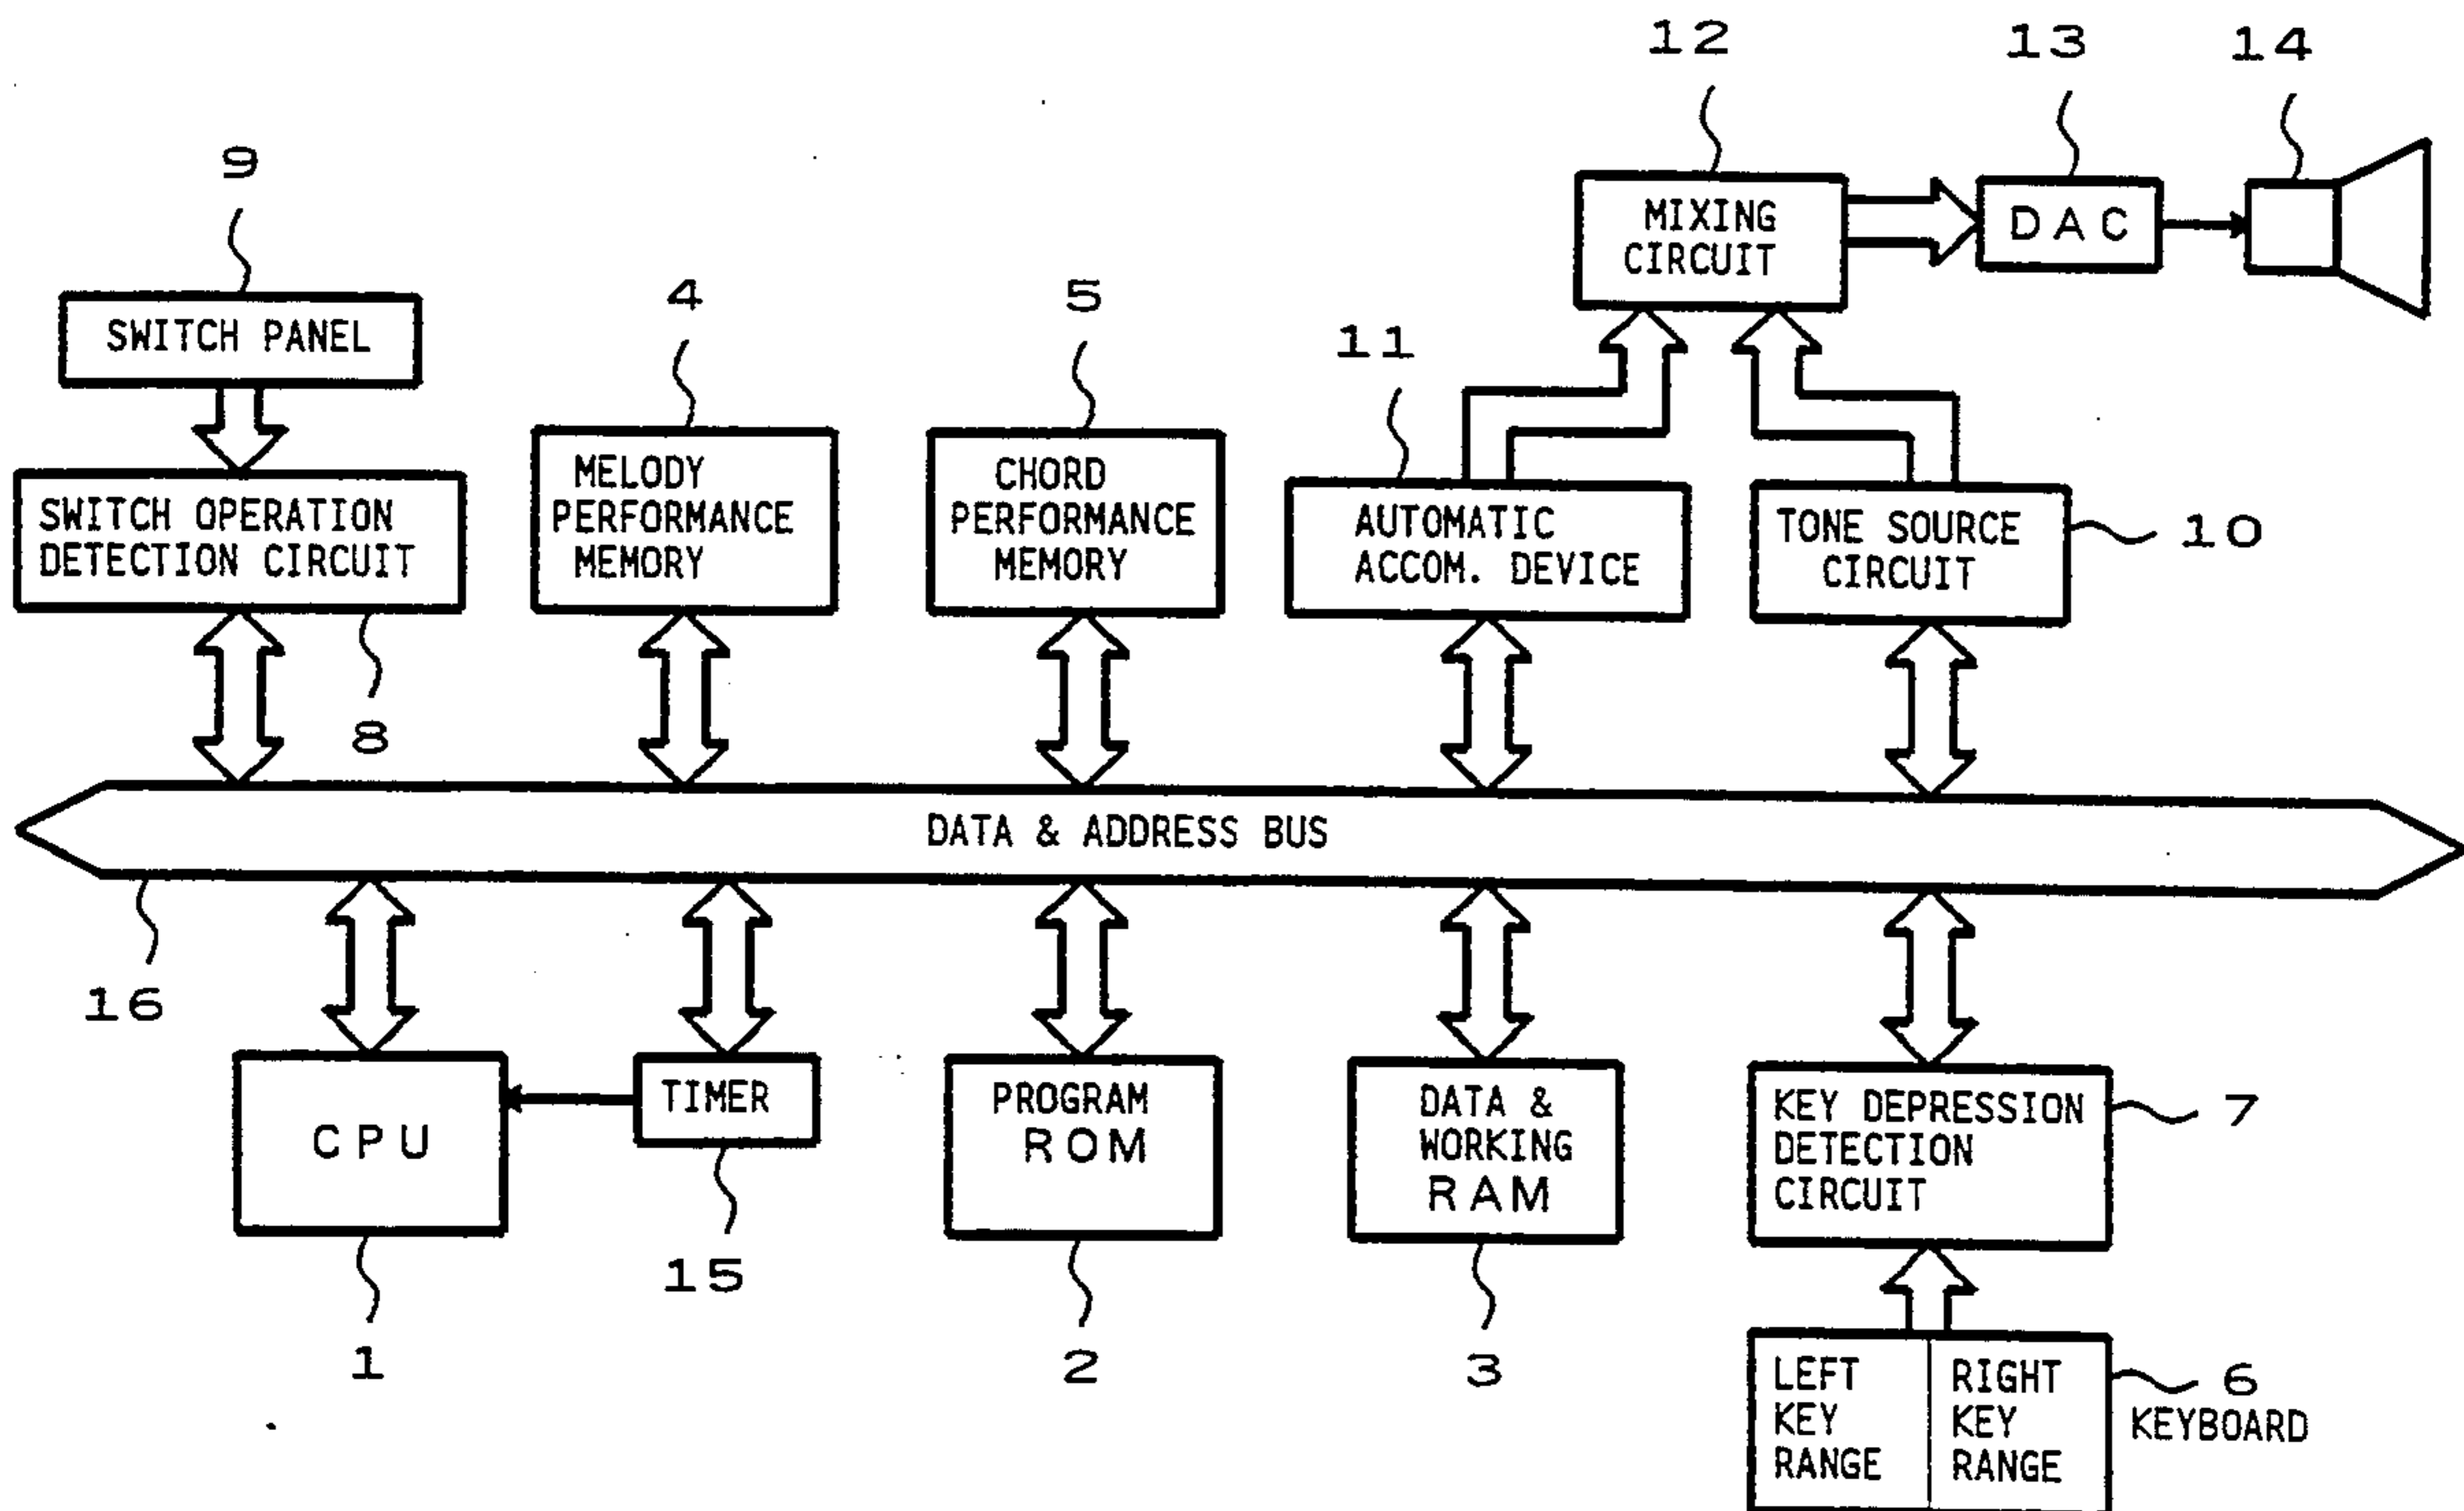 12
13
14
9
MIXING
CIRCUIT
DAC
SWITCH PANEL
4
5
11
SWITCH OPERATION
DETECTION CIRCUIT
MELODY
PERFORMANCE
MEMORY
CHORD
PERFORMANCE
MEMORY
AUTOMATIC
ACCOM. DEVICE
TONE SOURCE
CIRCUIT
10
8
DATA & ADDRESS BUS
16
CPU
TIMER
PROGRAM
ROM
DATA &
WORKING
RAM
KEY DEPRESSION
DETECTION
CIRCUIT
7
15
1
2
3
LEFT
KEY
RANGE
RIGHT
KEY
RANGE
6
KEYBOARD